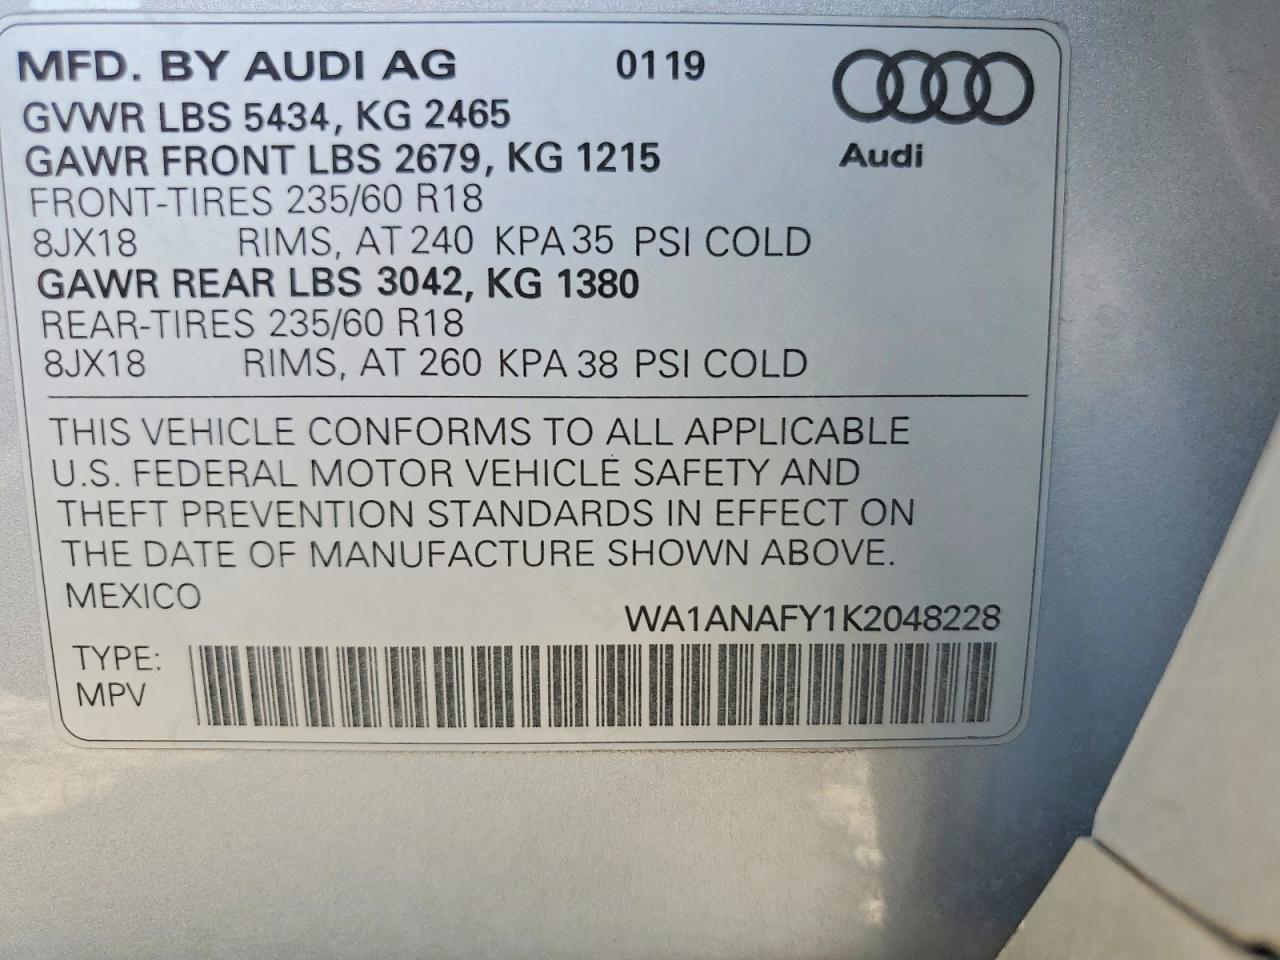 MFD. BY AUDI AG 0119
GVWR LBS 5434, KG 2465
GAWR FRONT LBS 2679, KG 1215
Audi
FRONT-TIRES 235/60 R18
8JX18 RIMS, AT 240 KPA 35 PSI COLD
GAWR REAR LBS 3042, KG 1380
REAR-TIRES 235/60 R18
8JX18 RIMS, AT 260 KPA 38 PSI COLD
THIS VEHICLE CONFORMS TO ALL APPLICABLE
U.S. FEDERAL MOTOR VEHICLE SAFETY AND
THEFT PREVENTION STANDARDS IN EFFECT ON
THE DATE OF MANUFACTURE SHOWN ABOVE.
MEXICO
WA1ANAFY1K2048228
TYPE:
MPV